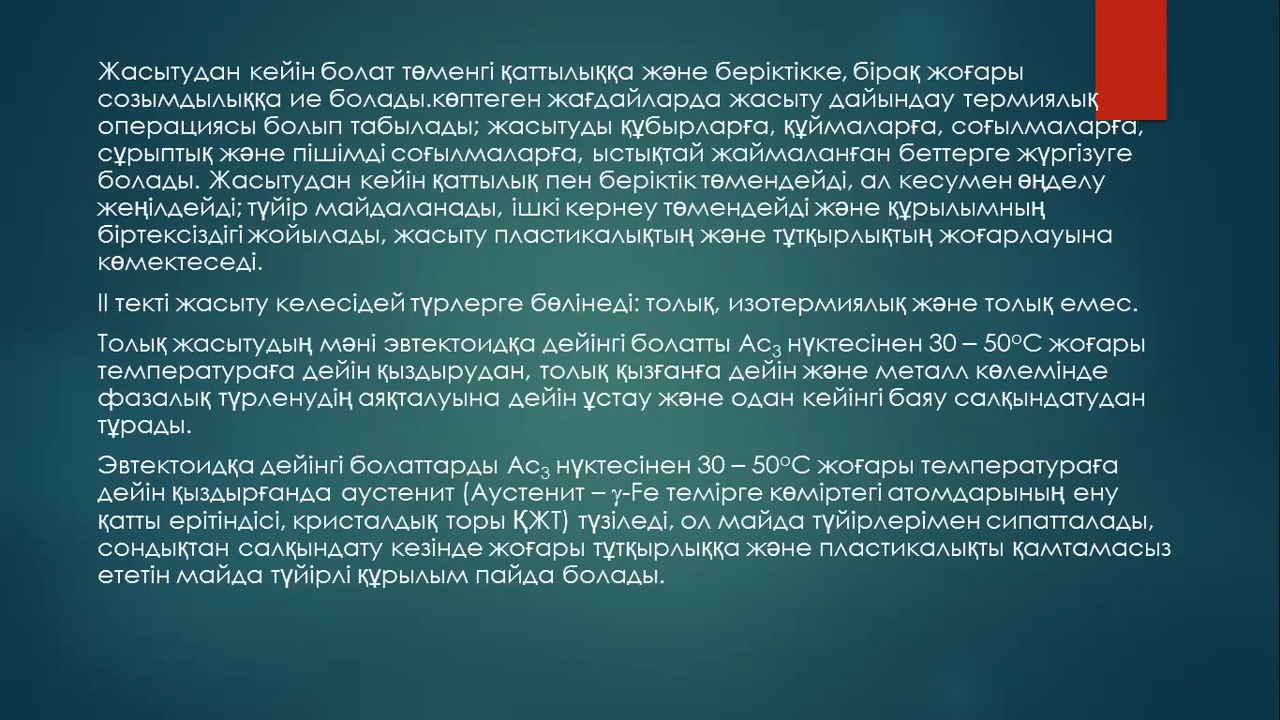 Жасытудан кейін болат төменгі қаттылыққа және беріктікке, бірақ жоғары
созымдылыққа ие болады.көптеген жағдайларда жасыту дайындау термиялық
операциясы болып табылады; жасытуды құбырларға, құймаларға, соғылмаларға,
сұрыптық және пішімді соғылмаларға, ыстықтай жаймаланған беттерге жүргізуге
болады. Жасытудан кейін қаттылық пен беріктік төмендейді, ал кесумен өңделу
жеңілдейді; түйір майдаланады, ішкі кернеу төмендейді және құрылымның
біртексіздігі жойылады, жасыту пластикалықтың және тұтқырлықтың жоғарлауына
көмектеседі.
II текті жасыту келесідей түрлерге бөлінеді: толық, изотермиялық және толық емес.
Толық жасытудың мәні эвтектоидқа дейінгі болатты Ас₃ нүктесінен 30 – 50°С жоғары
температураға дейін қыздырудан, толық қызғанға дейін және металл көлемінде
фазалық түрленудің аяқталуына дейін ұстау және одан кейінгі баяу салқындатудан
тұрады.
Эвтектоидқа дейінгі болаттарды Ас₃ нүктесінен 30 – 50°С жоғары температураға
дейін қыздырғанда аустенит (Аустенит – γ-Fe темірге көміртегі атомдарының ену
қатты ерітіндісі, кристалдық торы ҚЖТ) түзіледі, ол майда түйірлерімен сипатталады,
сондықтан салқындату кезінде жоғары тұтқырлыққа және пластикалықты қамтамасыз
ететін майда түйірлі құрылым пайда болады.